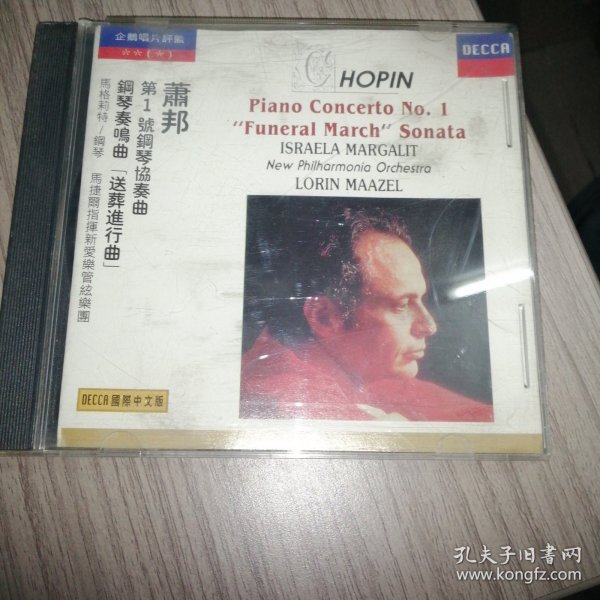 企鵝唱片評鑑
☆☆(☆)
DECCA
CHOPIN
Piano Concerto No. 1
"Funeral March" Sonata
ISRAELA MARGALIT
New Philharmonia Orchestra
LORIN MAAZEL
蕭邦
第1號鋼琴協奏曲
鋼琴奏鳴曲「送葬進行曲」
馬格莉特/鋼琴 馬捷爾指揮新愛樂管絃樂團
DECCA國際中文版
孔夫子旧书网
www.kongfz.com